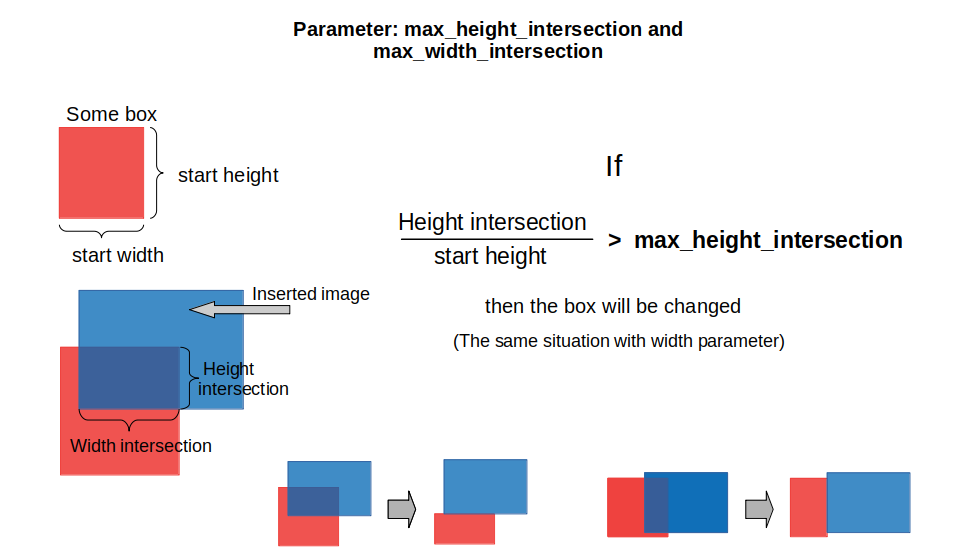 Parameter: max_height_intersection and
max_width_intersection
Some box
start height
start width
If
Height intersection
start height
> max_height_intersection
then the box will be changed
(The same situation with width parameter)
Inserted image
Height
intersection
Width intersection